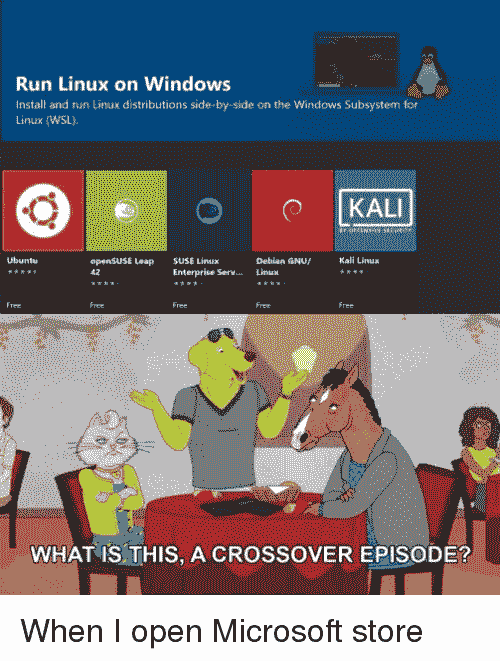 Run Linux on Windows
Install and run Linux distributions side-by-side on the Windows Subsystem for
Linux (WSL).
KALI
BY OFFENSIVE SECURITY
Ubuntu
openSUSE Leap
42
SUSE Linux
Enterprise Serv...
Debian GNU/
Linux
Kali Linux
Free
Free
Free
Free
Free
WHAT IS THIS, A CROSSOVER EPISODE?
When I open Microsoft store